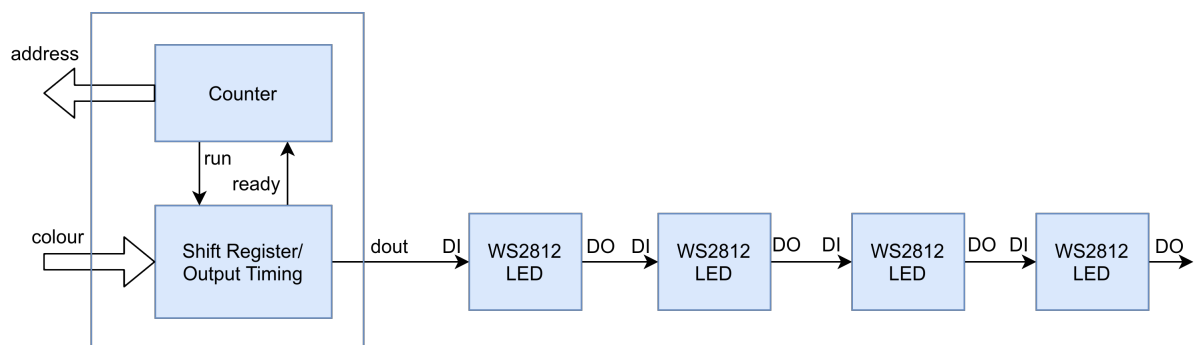 address
Counter
run
ready
colour
Shift Register/
Output Timing
dout
DI
WS2812
LED
DO
DI
WS2812
LED
DO
DI
WS2812
LED
DO
DI
WS2812
LED
DO